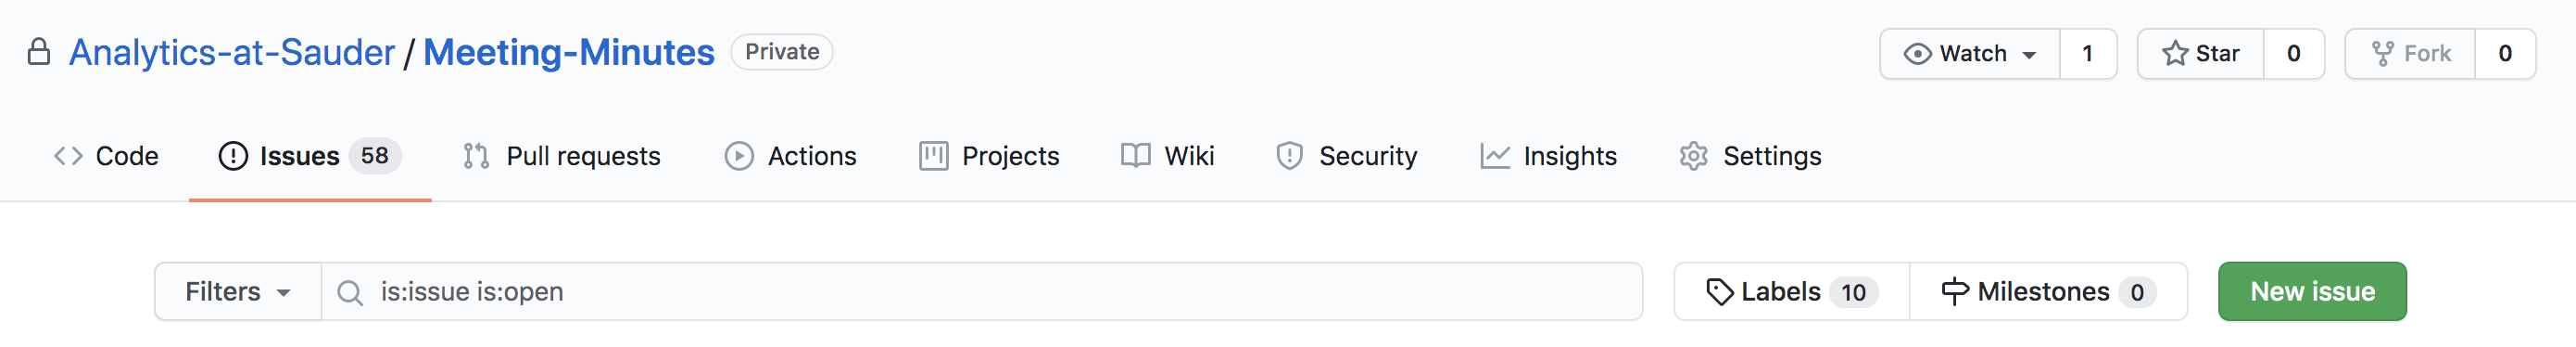 Analytics-at-Sauder / Meeting-Minutes Private Watch 1 Star 0 Fork 0
Code Issues 58 Pull requests Actions Projects Wiki Security Insights Settings
Filters is:issue is:open Labels 10 Milestones 0 New issue